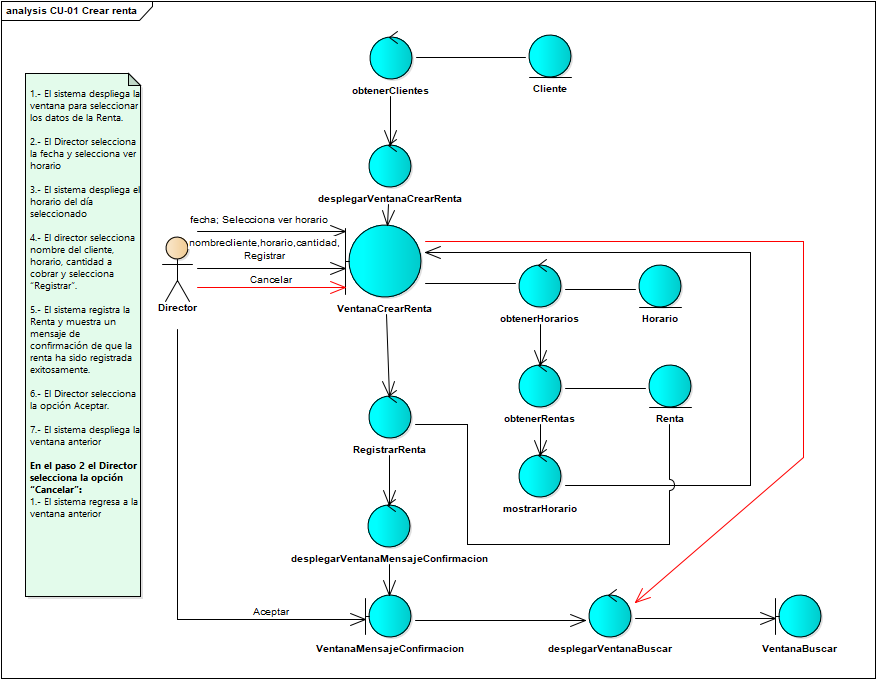 analysis CU-01 Crear renta
obtenerClientes
Cliente
1.- El sistema despliega la
ventana para seleccionar
los datos de la Renta.
2.- El Director selecciona
la fecha y selecciona ver
horario
3.- El sistema despliega el
horario del día
seleccionado
4.- El director selecciona
nombre del cliente,
horario, cantidad a
cobrar y selecciona
"Registrar".
5.- El sistema registra la
Renta y muestra un
mensaje de
confirmación de que la
renta ha sido registrada
exitosamente.
6.- El Director selecciona
la opción Aceptar.
7.- El sistema despliega la
ventana anterior
En el paso 2 el Director
selecciona la opción
"Cancelar":
1.- El sistema regresa a la
ventana anterior
desplegarVentanaCrearRenta
fecha; Selecciona ver horario
nombrecliente,horario,cantidad,
Registrar
Cancelar
Director
VentanaCrearRenta
obtenerHorarios
Horario
obtenerRentas
Renta
RegistrarRenta
mostrarHorario
desplegarVentanaMensajeConfirmacion
Aceptar
VentanaMensajeConfirmacion
desplegarVentanaBuscar
VentanaBuscar